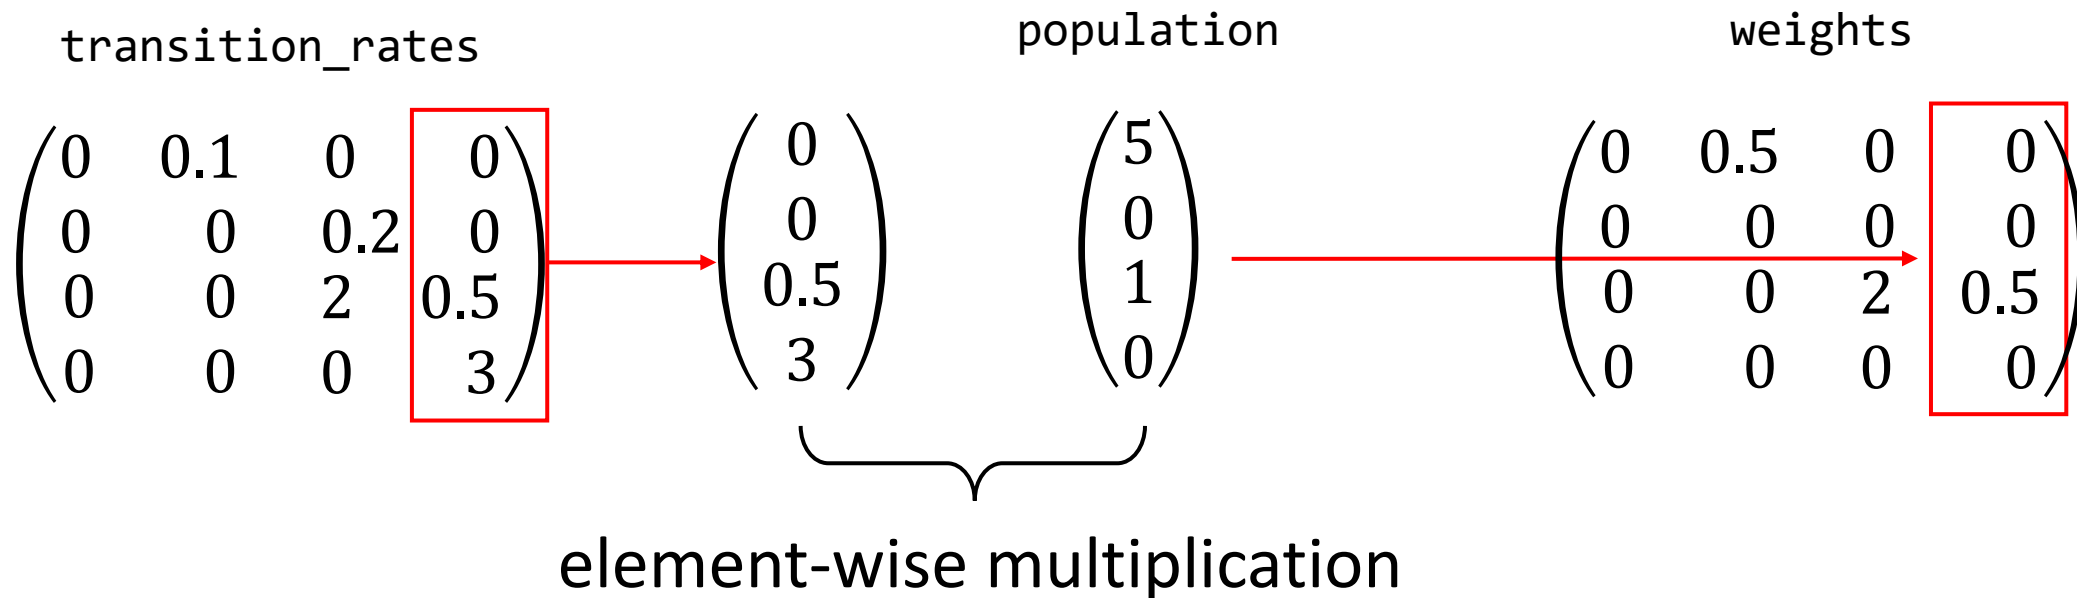 transition_rates population weights
0 0.1 0 0 0 5 0 0.5 0 0
0 0 0.2 0 0 0 0 0 0 0
0 0 2 0.5 0.5 1 0 0 2 0.5
0 0 0 3 3 0 0 0 0 0
element-wise multiplication